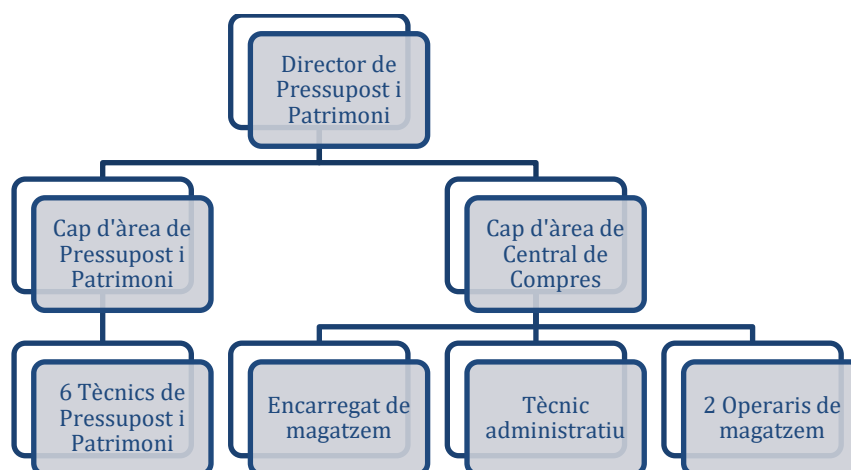 Director de
Pressupost i
Patrimoni
Cap d'àrea de
Pressupost i
Patrimoni
Cap d'àrea de
Central de
Compres
6 Tècnics de
Pressupost i
Patrimoni
Encarregat de
magatzem
Tècnic
administratiu
2 Operaris de
magatzem